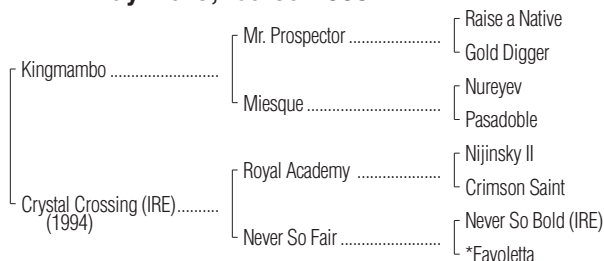 Raise a Native
Mr. Prospector
Gold Digger
Kingmambo
Nureyev
Miesque
Pasadoble
Nijinsky II
Royal Academy
Crimson Saint
Crystal Crossing (IRE)
(1994)
Never So Bold (IRE)
Never So Fair
*Favoletta